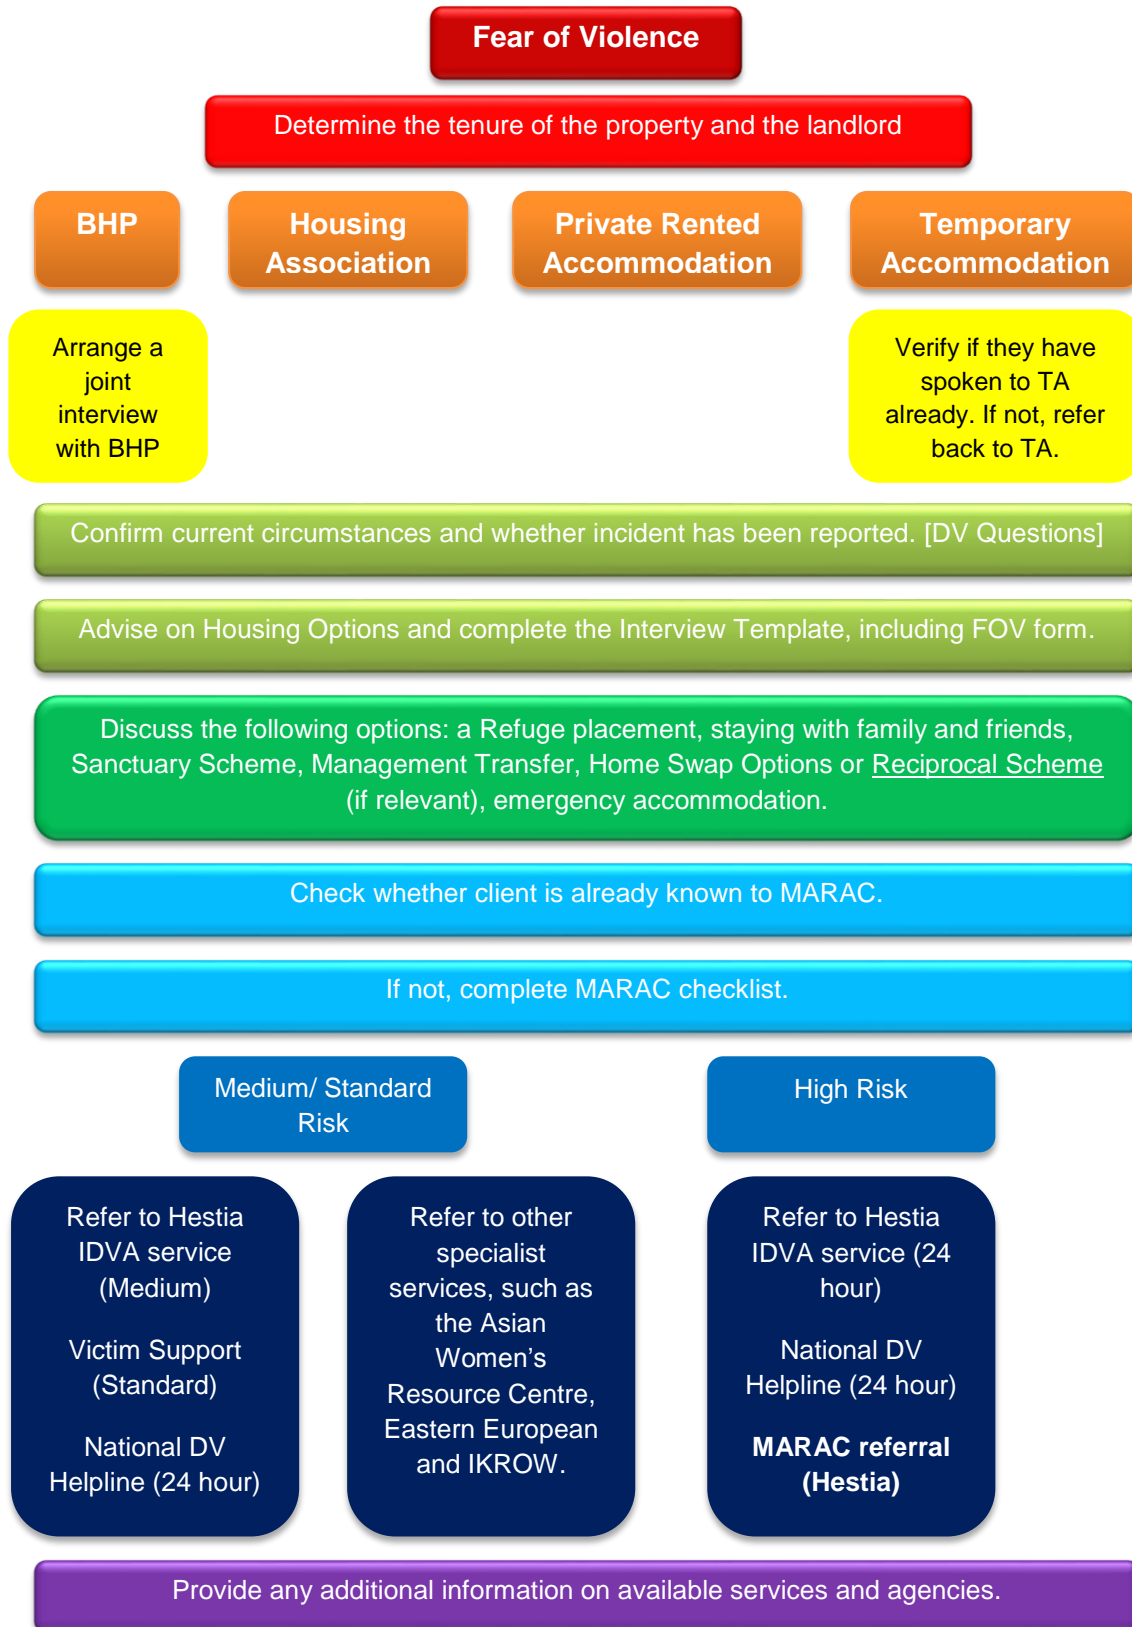 Fear of Violence
Determine the tenure of the property and the landlord
BHP
Housing
Association
Private Rented
Accommodation
Temporary
Accommodation
Arrange a
joint
interview
with BHP
Verify if they have
spoken to TA
already. If not, refer
back to TA.
Confirm current circumstances and whether incident has been reported. [DV Questions]
Advise on Housing Options and complete the Interview Template, including FOV form.
Discuss the following options: a Refuge placement, staying with family and friends,
Sanctuary Scheme, Management Transfer, Home Swap Options or Reciprocal Scheme
(if relevant), emergency accommodation.
Check whether client is already known to MARAC.
If not, complete MARAC checklist.
Medium/ Standard
Risk
High Risk
Refer to Hestia
IDVA service
(Medium)
Victim Support
(Standard)
National DV
Helpline (24 hour)
Refer to other
specialist
services, such as
the Asian
Women’s
Resource Centre,
Eastern European
and IKROW.
Refer to Hestia
IDVA service (24
hour)
National DV
Helpline (24 hour)
MARAC referral
(Hestia)
Provide any additional information on available services and agencies.